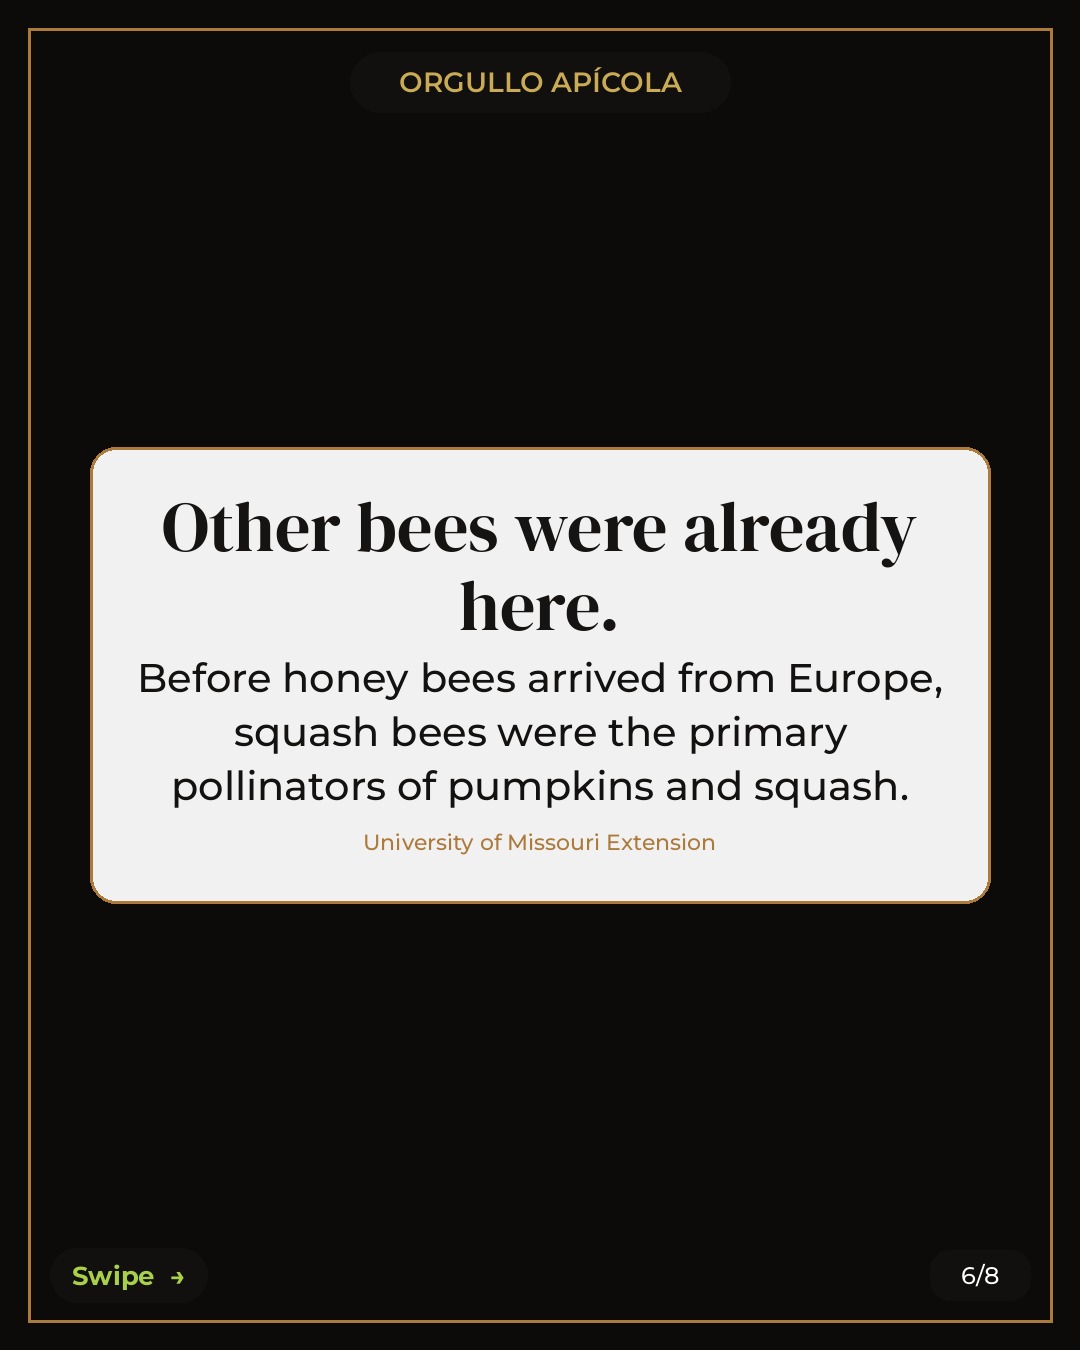 ORGULLO APÍCOLA
Other bees were already
here.
Before honey bees arrived from Europe,
squash bees were the primary
pollinators of pumpkins and squash.
University of Missouri Extension
Swipe →
6/8